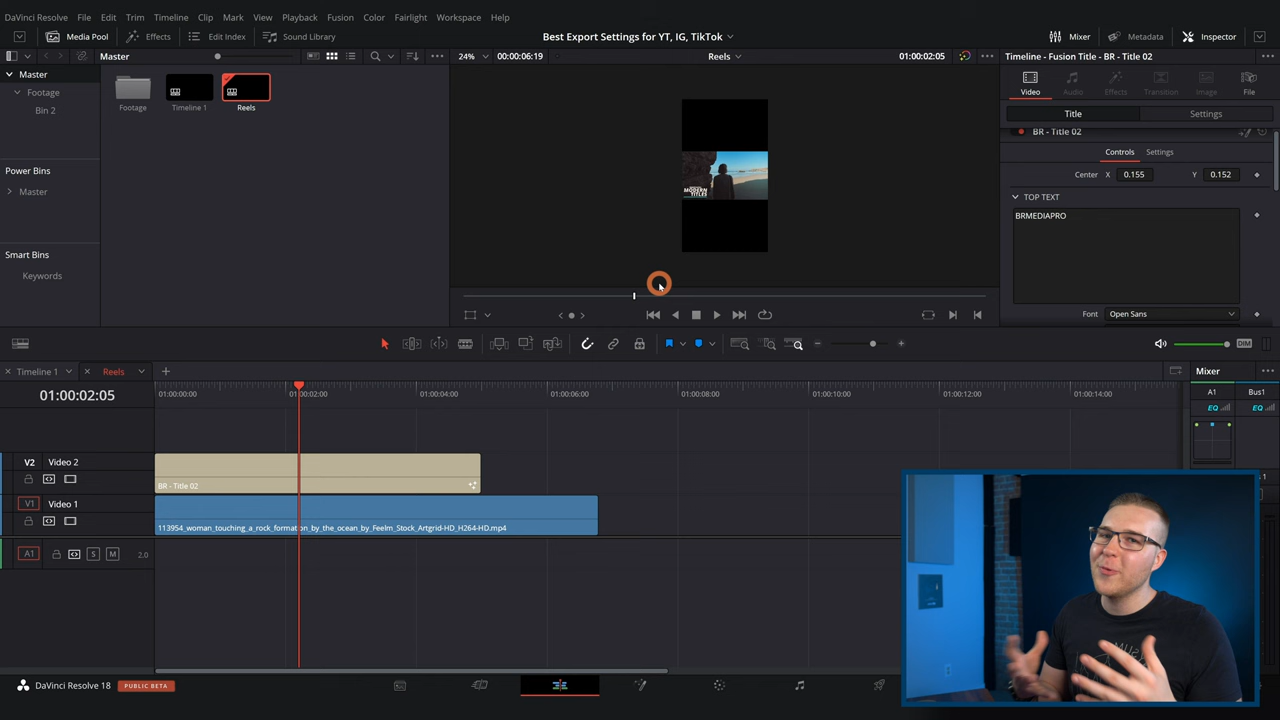 DaVinci Resolve File Edit Trim Timeline Clip Mark View Playback Fusion Color Fairlight Workspace Help
Media Pool Effects Edit Index Sound Library
Best Export Settings for YT, IG, TikTok
Mixer Metadata Inspector
Master
24% 00:00:06:19 Reels 01:00:02:05
Timeline - Fusion Title - BR - Title 02
Master
Footage
Bin 2
Power Bins
Master
Smart Bins
Keywords
Footage Timeline 1 Reels
MODERN
TITLES
Video Audio Effects Transition Image File
Title Settings
BR - Title 02
Controls Settings
Center X 0.155 Y 0.152
TOP TEXT
BRMEDIAPRO
Font Open Sans
DIM
Timeline 1 Reels
Mixer
01:00:02:05
01:00:00:00 01:00:02:00 01:00:04:00 01:00:06:00 01:00:08:00 01:00:10:00 01:00:12:00 01:00:14:00
A1 Bus1
EQ EQ
V2 Video 2
BR - Title 02
V1 Video 1
113954_woman_touching_a_rock_formation_by_the_ocean_by_Feelm_Stock_Artgrid-HD_H264-HD.mp4
A1 S M 2.0
DaVinci Resolve 18 PUBLIC BETA